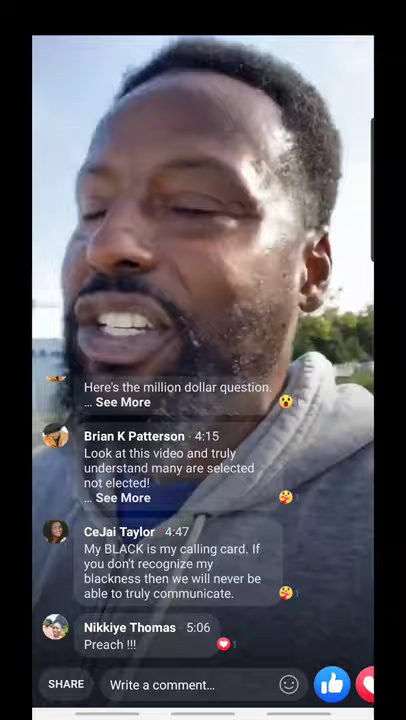 Here's the million dollar question.
... See More
Brian K Patterson · 4:15
Look at this video and truly
understand many are selected
not elected!
... See More
1
CeJai Taylor · 4:47
My BLACK is my calling card. If
you don't recognize my
blackness then we will never be
able to truly communicate.
1
Nikkiye Thomas · 5:06
Preach !!!
1
SHARE
Write a comment...